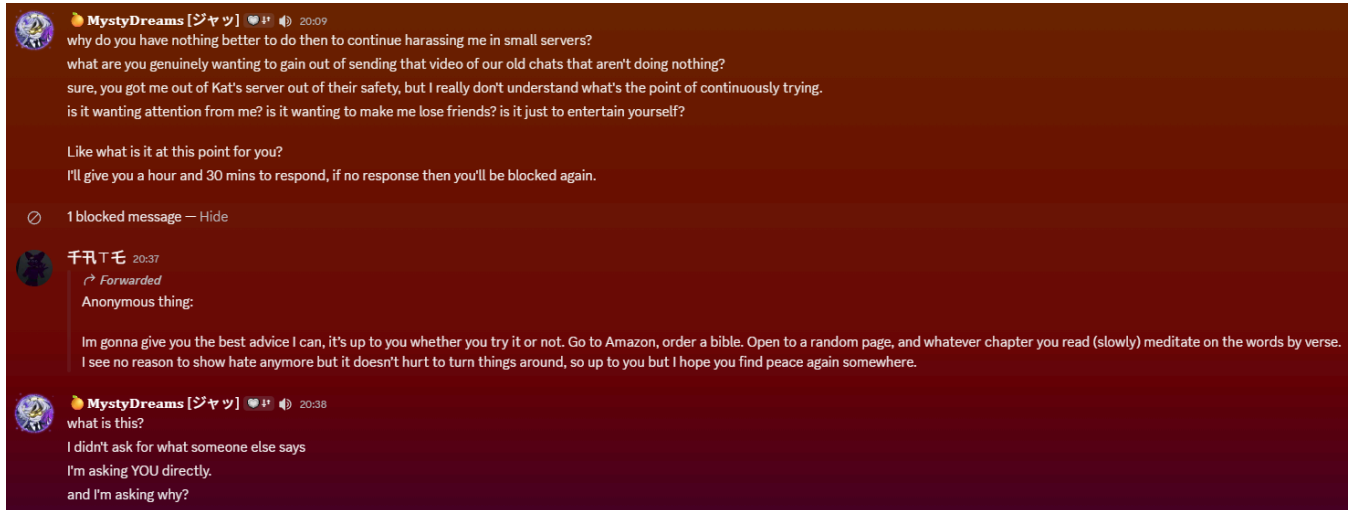 MystyDreams [ジャッ] 20:09
why do you have nothing better to do then to continue harassing me in small servers?
what are you genuinely wanting to gain out of sending that video of our old chats that aren't doing nothing?
sure, you got me out of Kat's server out of their safety, but I really don't understand what's the point of continuously trying.
is it wanting attention from me? is it wanting to make me lose friends? is it just to entertain yourself?
Like what is it at this point for you?
I'll give you a hour and 30 mins to respond, if no response then you'll be blocked again.
1 blocked message — Hide
千卂ㄒ乇 20:37
Forwarded
Anonymous thing:
Im gonna give you the best advice I can, it's up to you whether you try it or not. Go to Amazon, order a bible. Open to a random page, and whatever chapter you read (slowly) meditate on the words by verse.
I see no reason to show hate anymore but it doesn't hurt to turn things around, so up to you but I hope you find peace again somewhere.
MystyDreams [ジャッ] 20:38
what is this?
I didn't ask for what someone else says
I'm asking YOU directly.
and I'm asking why?